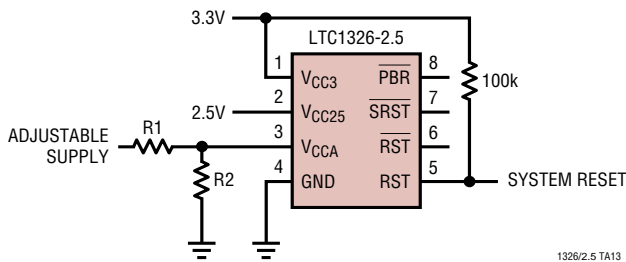 3.3V
LTC1326-2.5
1
VCC3
PBR
8
100k
2.5V
2
VCC25
SRST
7
ADJUSTABLE
SUPPLY
R1
3
VCCA
RST
6
R2
4
GND
RST
5
SYSTEM RESET
1326/2.5 TA13